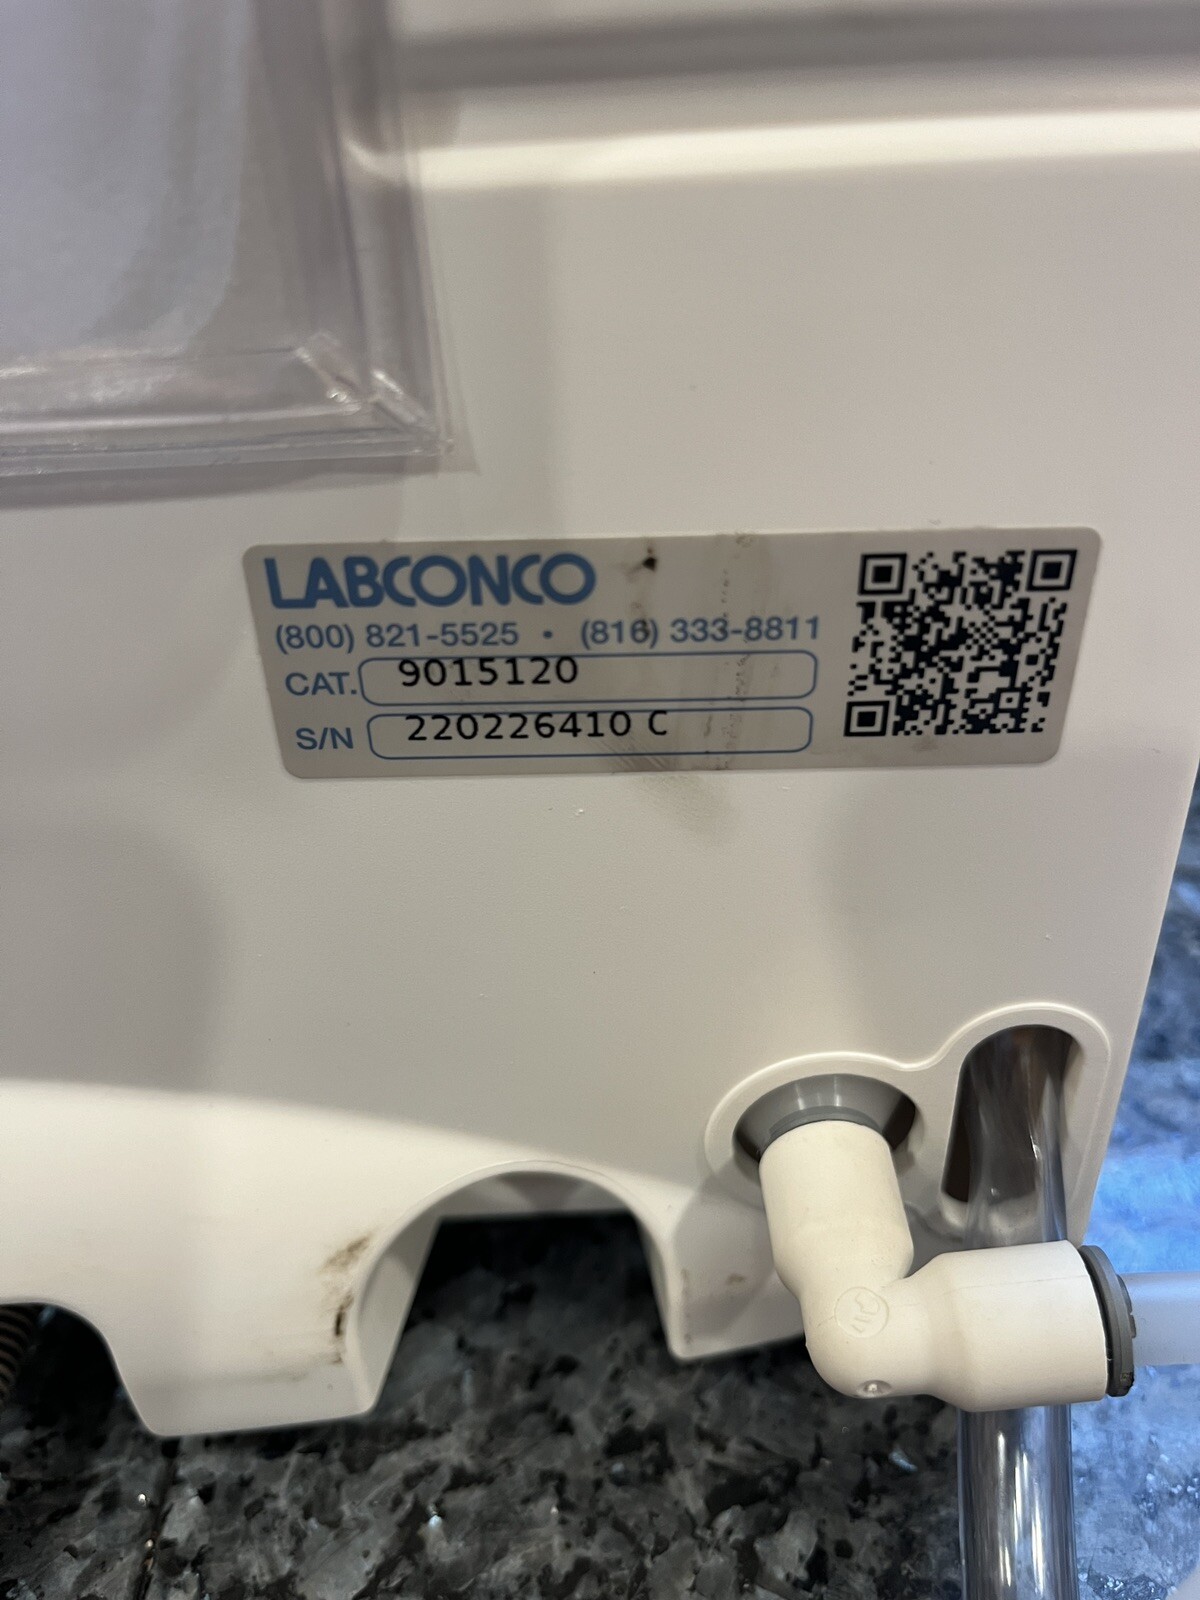 LABCONCO
(800) 821-5525 • (816) 333-8811
CAT. 9015120
S/N 220226410 C